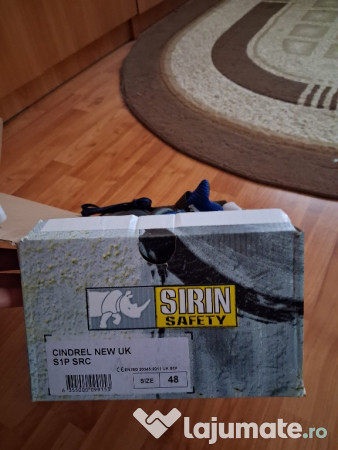 SIRIN
SAFETY
CINDREL NEW UK
S1P SRC
SIZE 48
lajumate.ro